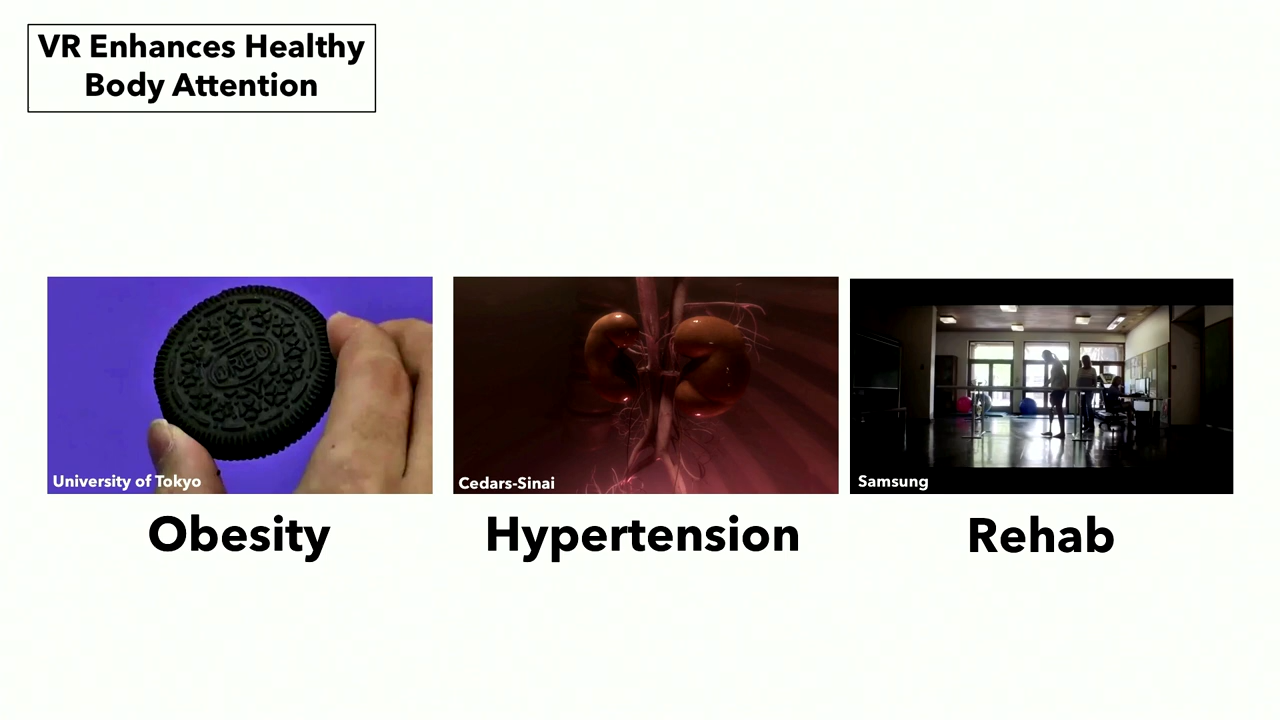 VR Enhances Healthy
Body Attention
OREO
University of Tokyo
Cedars-Sinai
Samsung
Obesity
Hypertension
Rehab